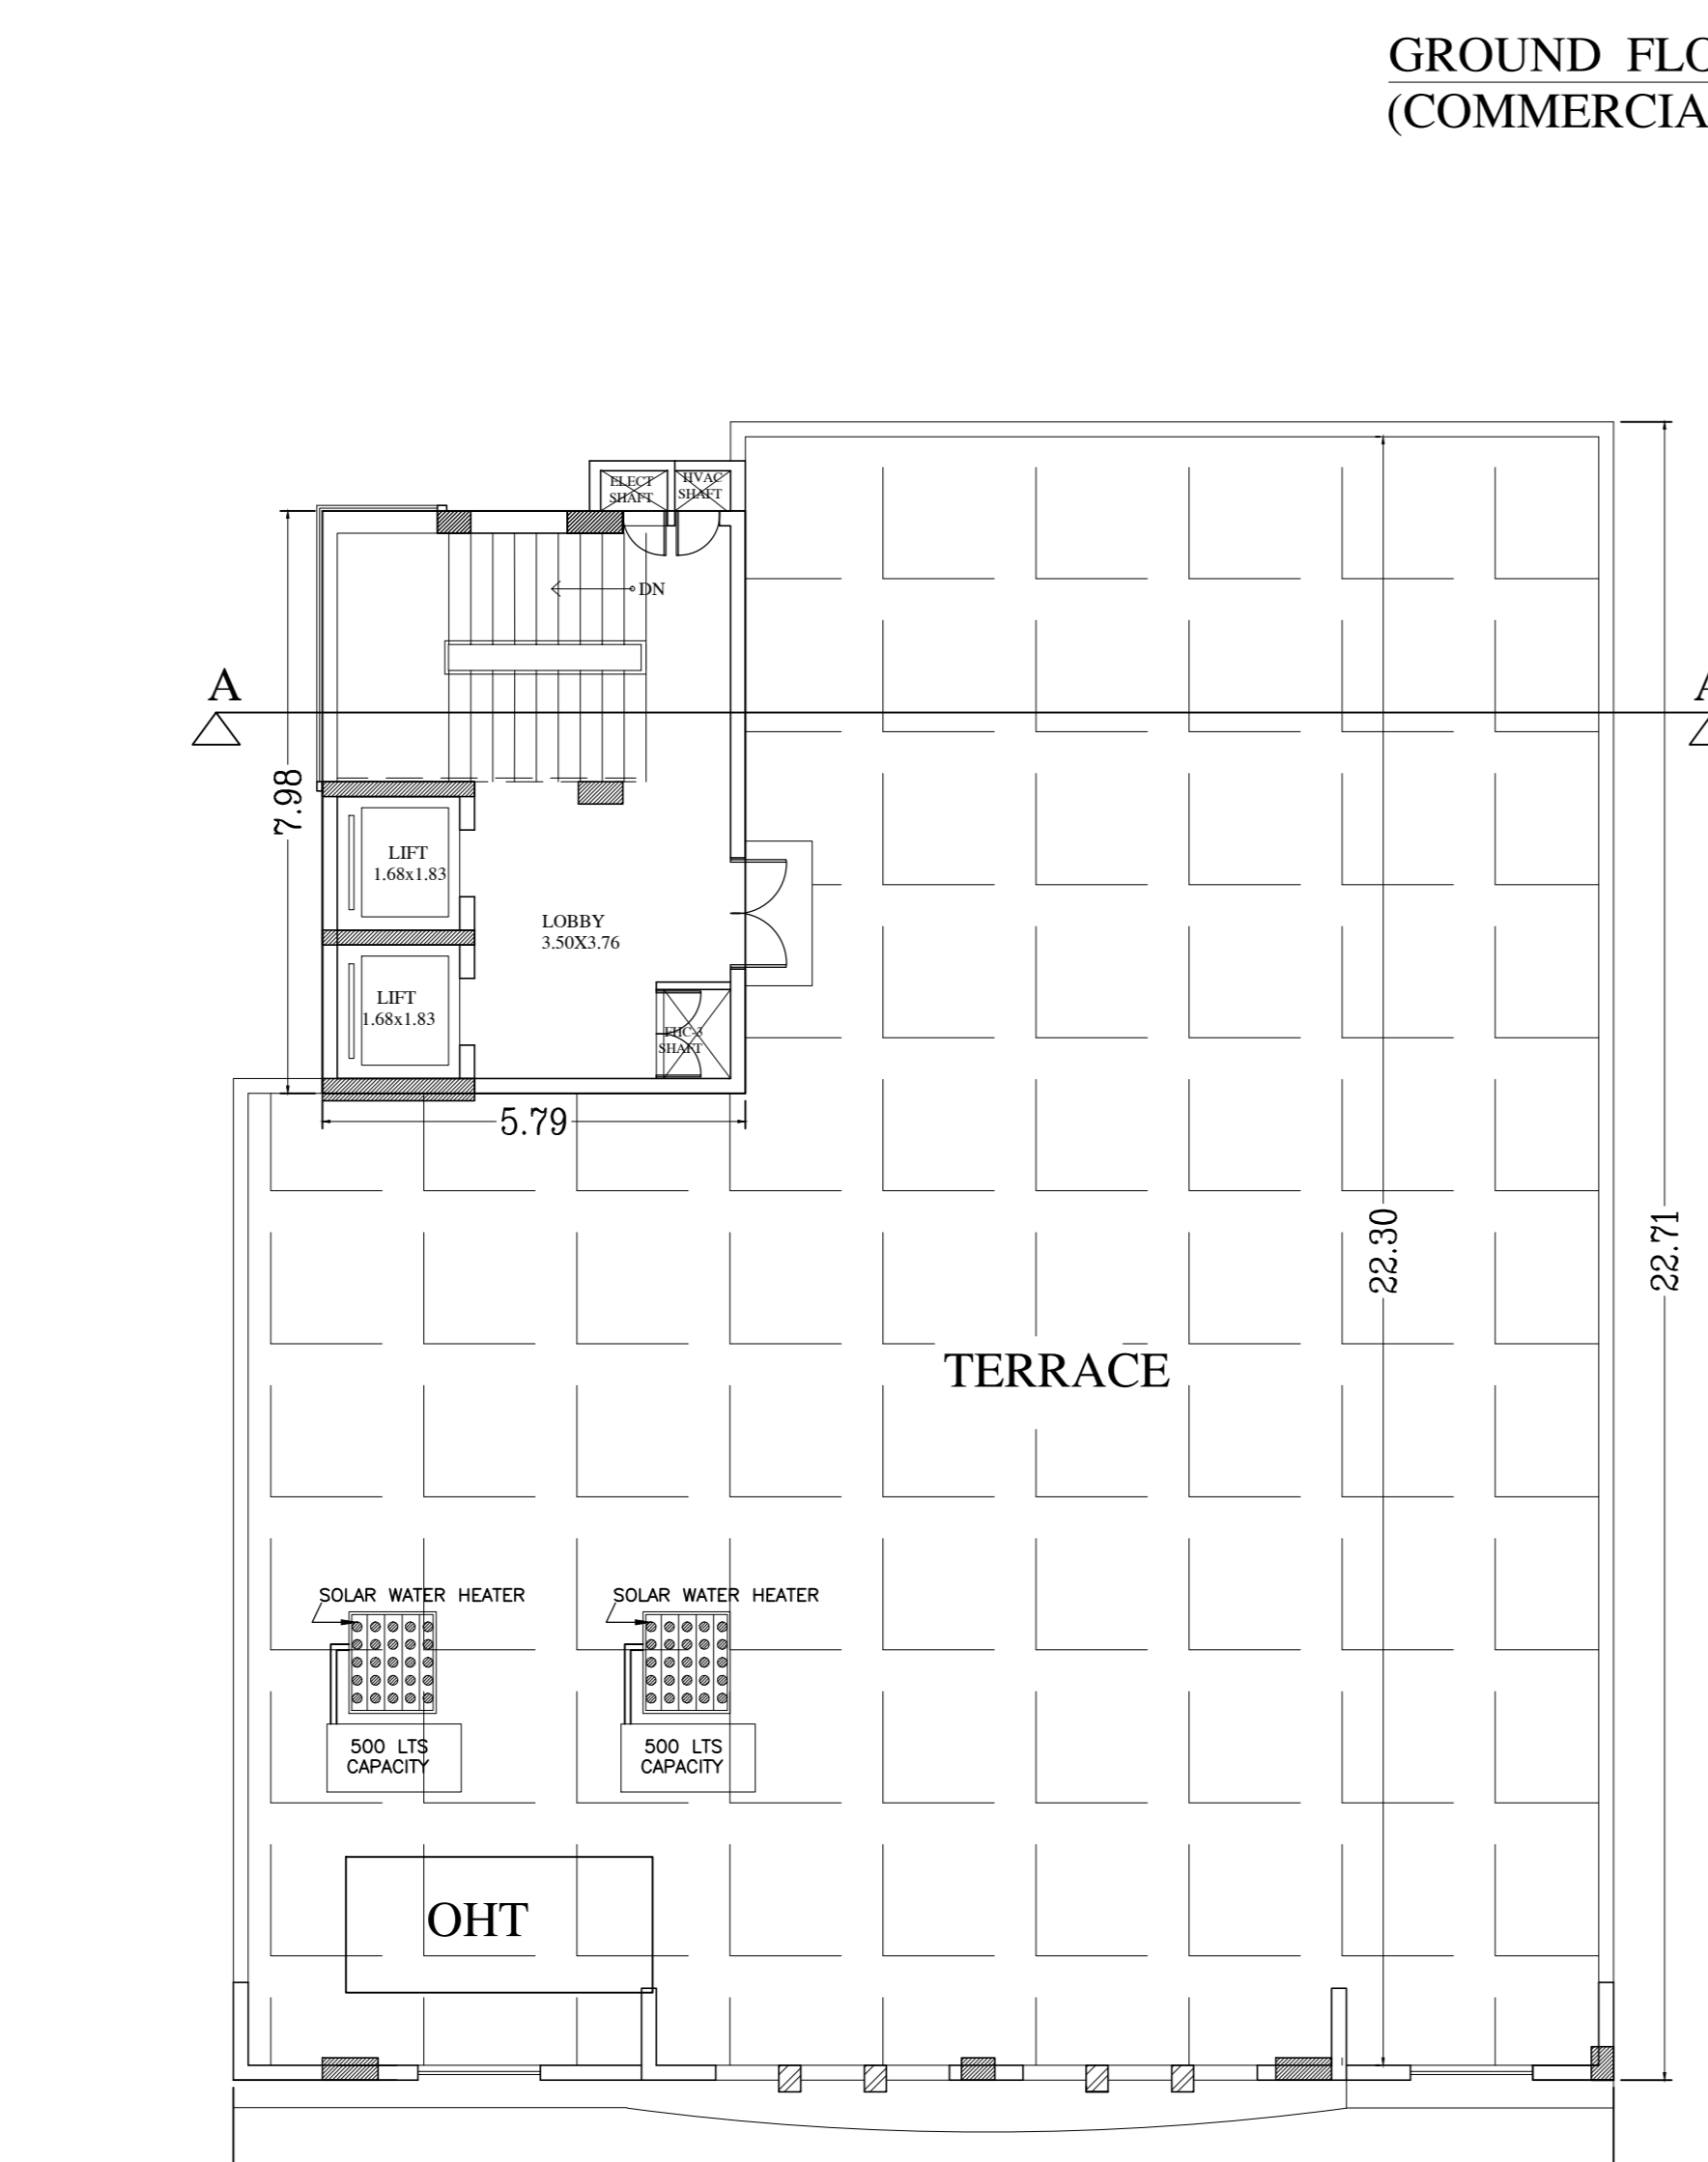 GROUND FLO
(COMMERCIA
ELECT
SHAFT
HVAC
SHAFT
DN
A
A
7.98
LIFT
1.68x1.83
LOBBY
3.50X3.76
LIFT
1.68x1.83
FHC-3
SHAFT
5.79
22.30
22.71
TERRACE
SOLAR WATER HEATER
SOLAR WATER HEATER
500 LTS
CAPACITY
500 LTS
CAPACITY
OHT